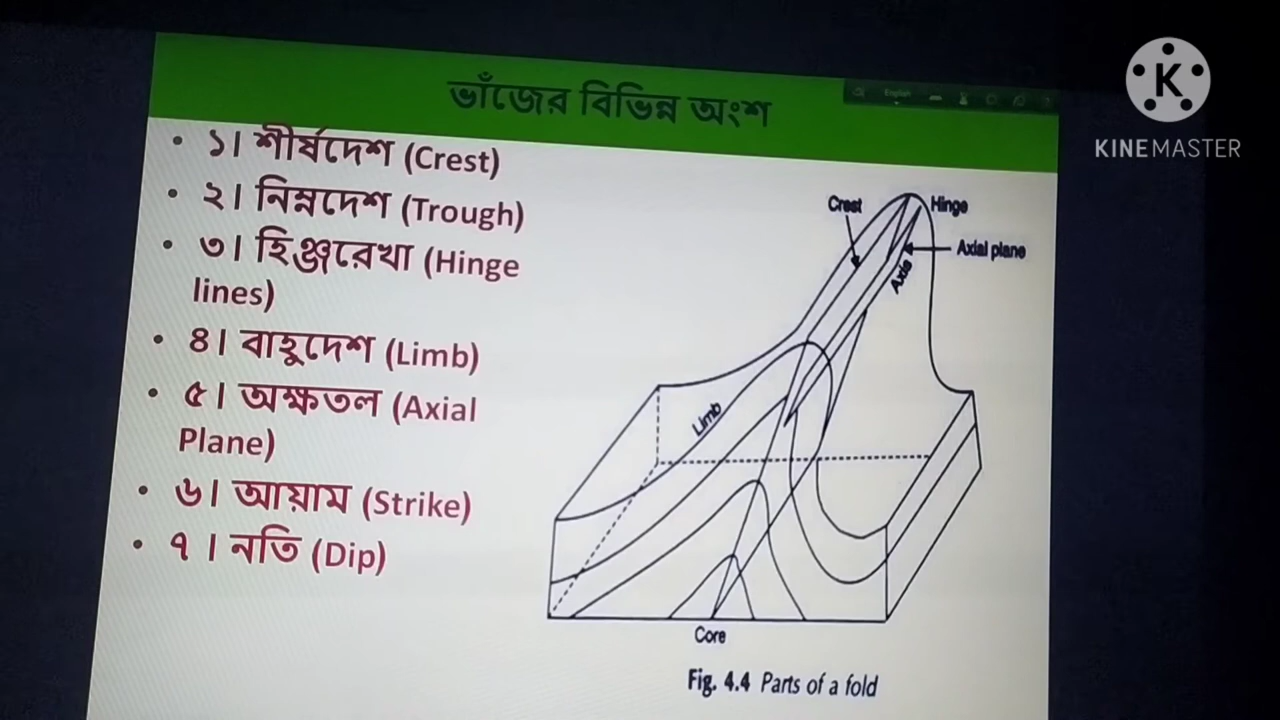 ভাঁজের বিভিন্ন অংশ
English
K
KINEMASTER
• ১। শীর্ষদেশ (Crest)
• ২। নিম্নদেশ (Trough)
• ৩। হিঞ্জরেখা (Hinge
lines)
• ৪। বাহুদেশ (Limb)
• ৫। অক্ষতল (Axial
Plane)
• ৬। আয়াম (Strike)
• ৭। নতি (Dip)
Crest
Hinge
Axial plane
Axis
Limb
Core
Fig. 4.4 Parts of a fold